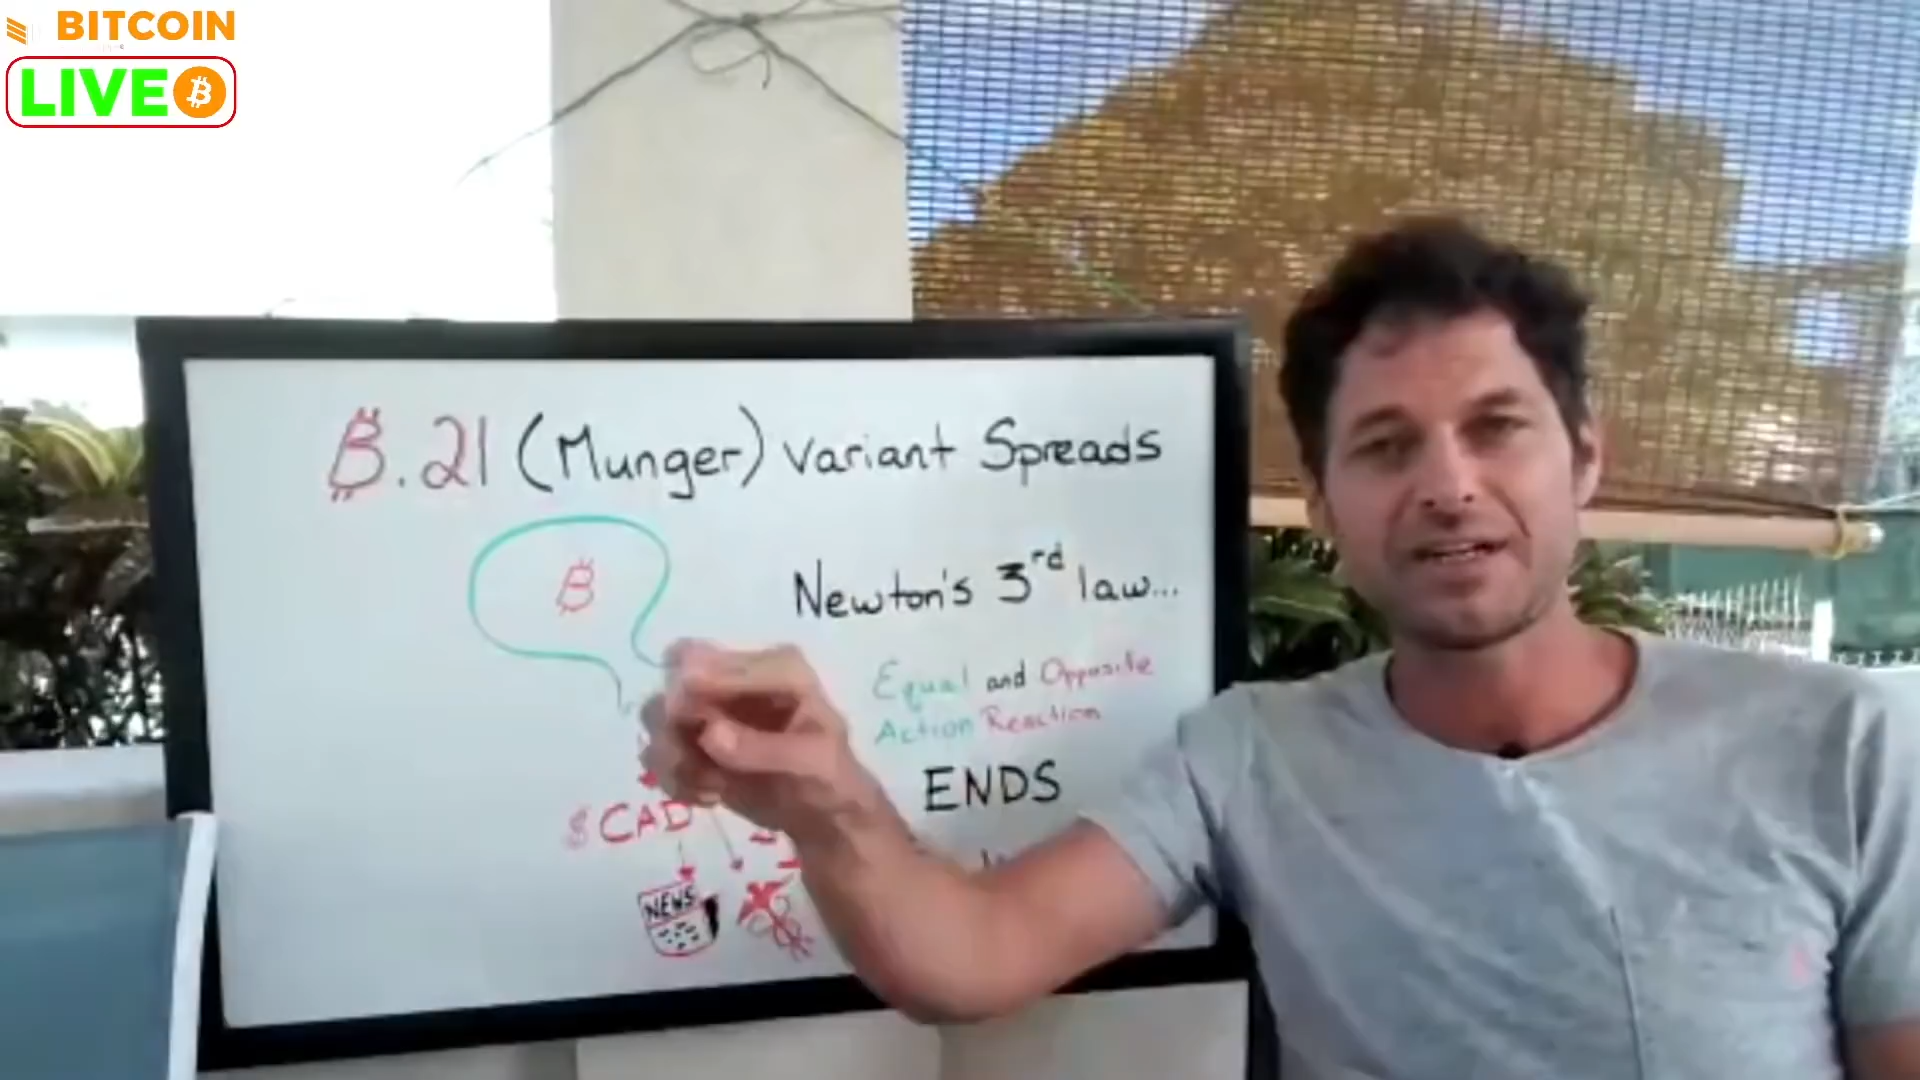 BITCOIN
LIVE
₿.21 (Munger) variant Spreads
₿
Newton's 3rd law...
Equal and Opposite
Action Reaction
ENDS
$CAD
NEWS